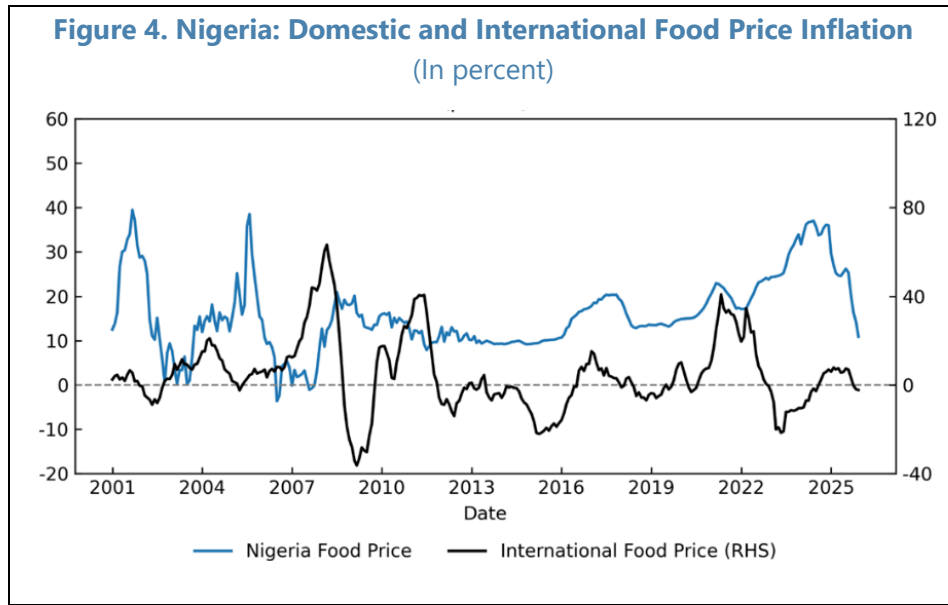 Figure 4. Nigeria: Domestic and International Food Price Inflation
(In percent)
60 120
50
40 80
30
20 40
10
0 0
-10
-20 -40
2001 2004 2007 2010 2013 2016 2019 2022 2025
Date
Nigeria Food Price International Food Price (RHS)